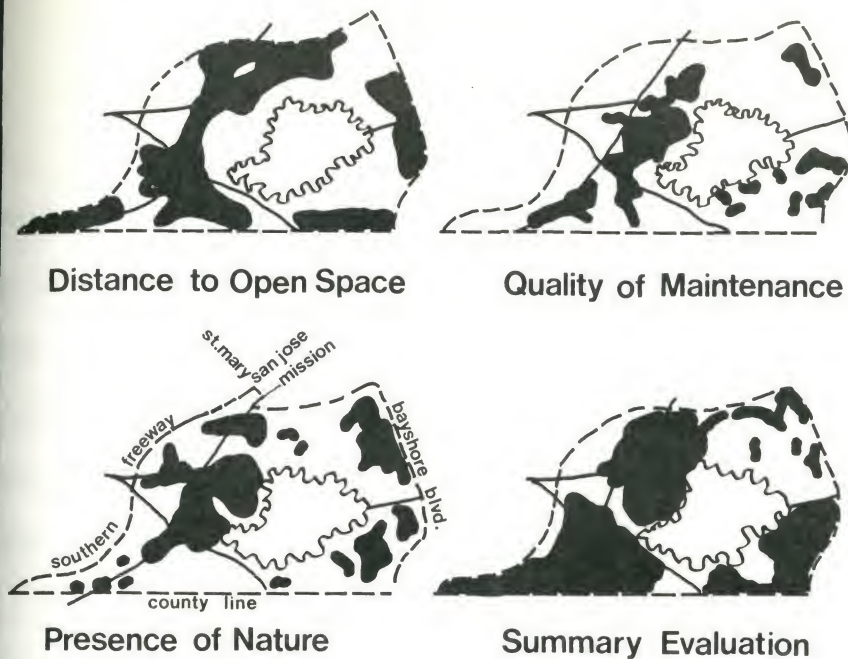 Distance to Open Space
Quality of Maintenance
st.mary
san jose
mission
freeway
southern
bayshore blvd.
county line
Presence of Nature
Summary Evaluation